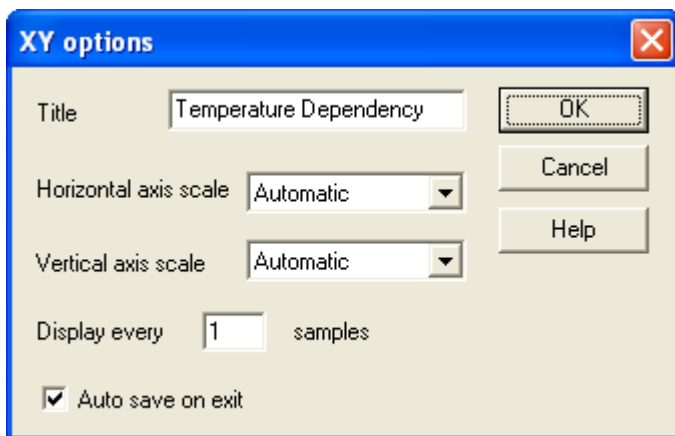 XY options
Title Temperature Dependency OK
Cancel
Horizontal axis scale Automatic
Help
Vertical axis scale Automatic
Display every 1 samples
Auto save on exit